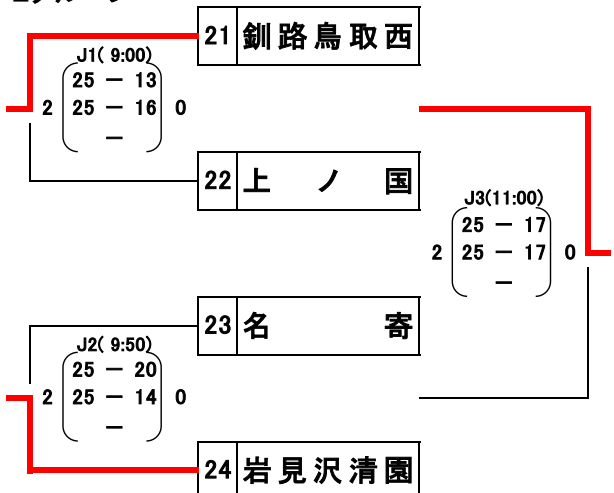 21 釧路鳥取西
J1( 9:00)
25 － 13
2 25 － 16 0
－
22 上ノ国
J3(11:00)
25 － 17
2 25 － 17 0
－
23 名寄
J2( 9:50)
25 － 20
2 25 － 14 0
－
24 岩見沢清園